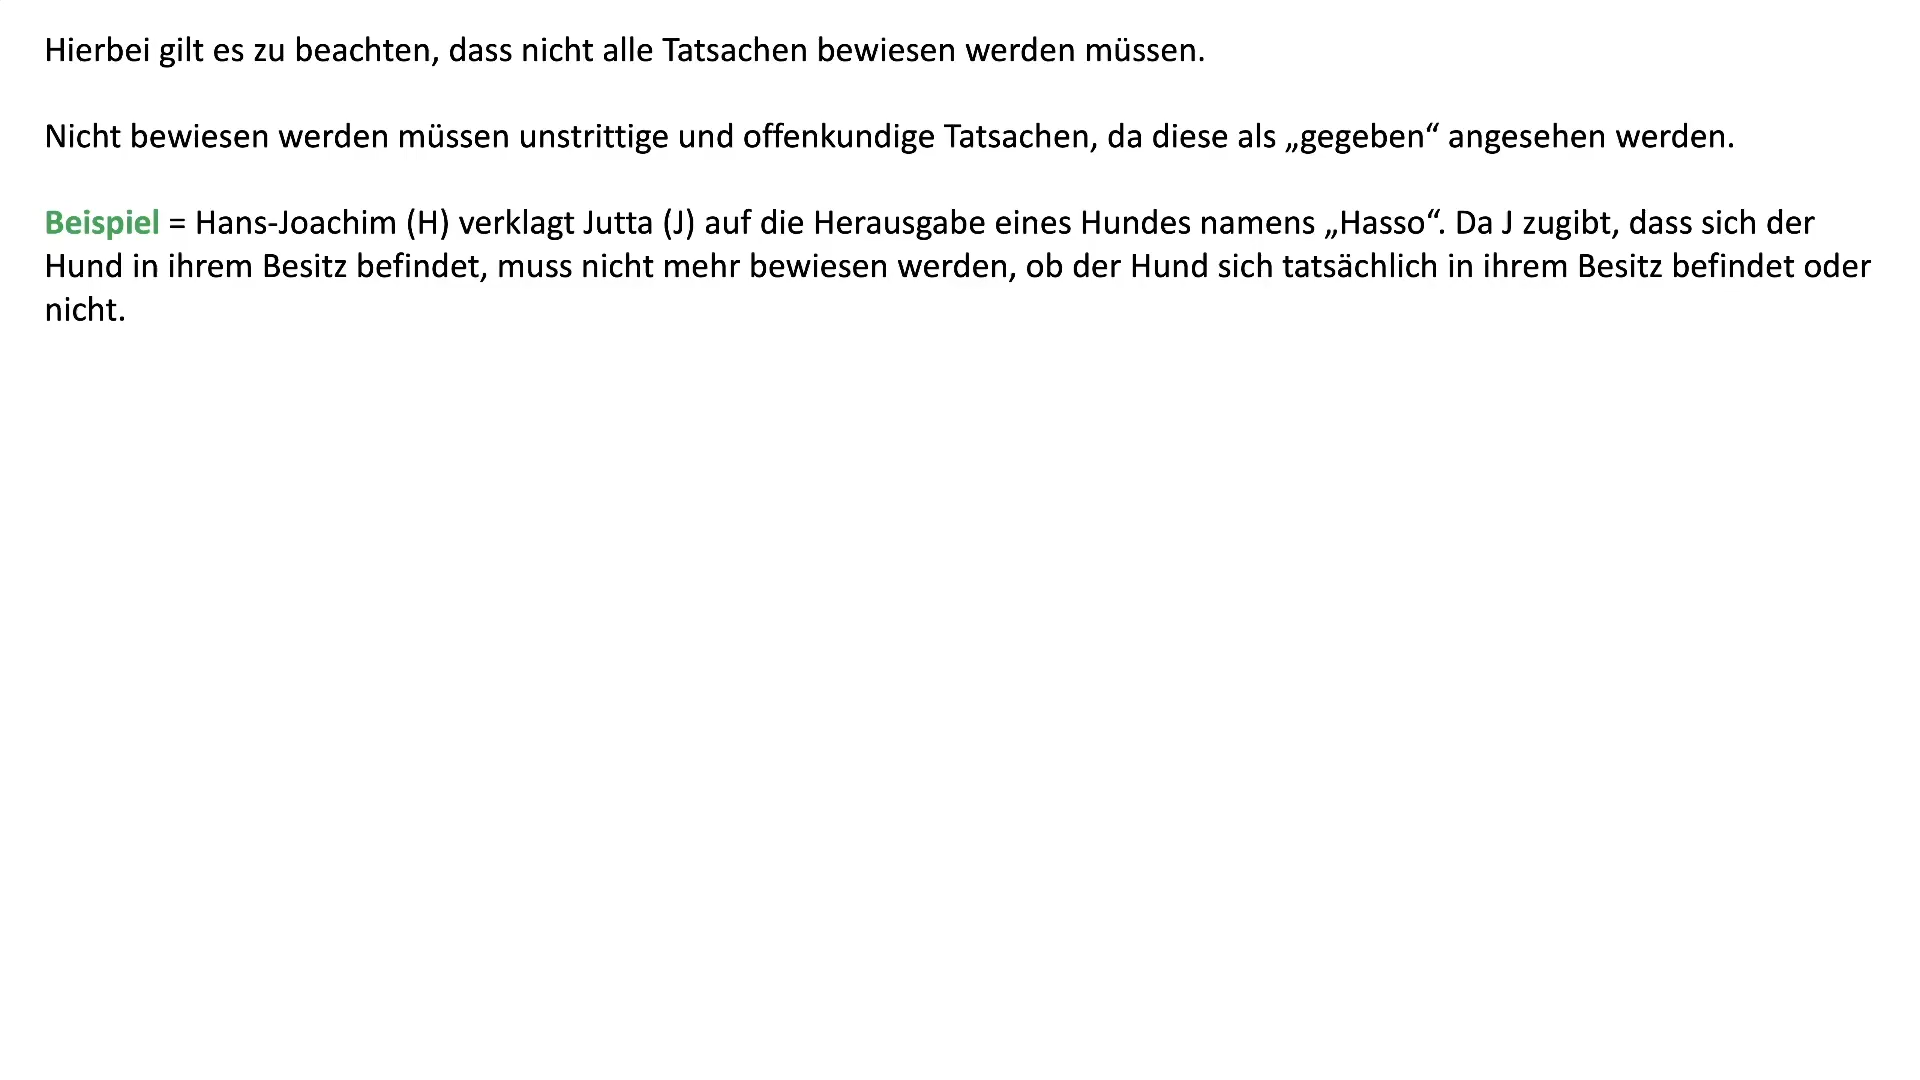 Hierbei gilt es zu beachten, dass nicht alle Tatsachen bewiesen werden müssen.
Nicht bewiesen werden müssen unstrittige und offenkundige Tatsachen, da diese als „gegeben“ angesehen werden.
Beispiel = Hans-Joachim (H) verklagt Jutta (J) auf die Herausgabe eines Hundes namens „Hasso“. Da J zugibt, dass sich der
Hund in ihrem Besitz befindet, muss nicht mehr bewiesen werden, ob der Hund sich tatsächlich in ihrem Besitz befindet oder
nicht.